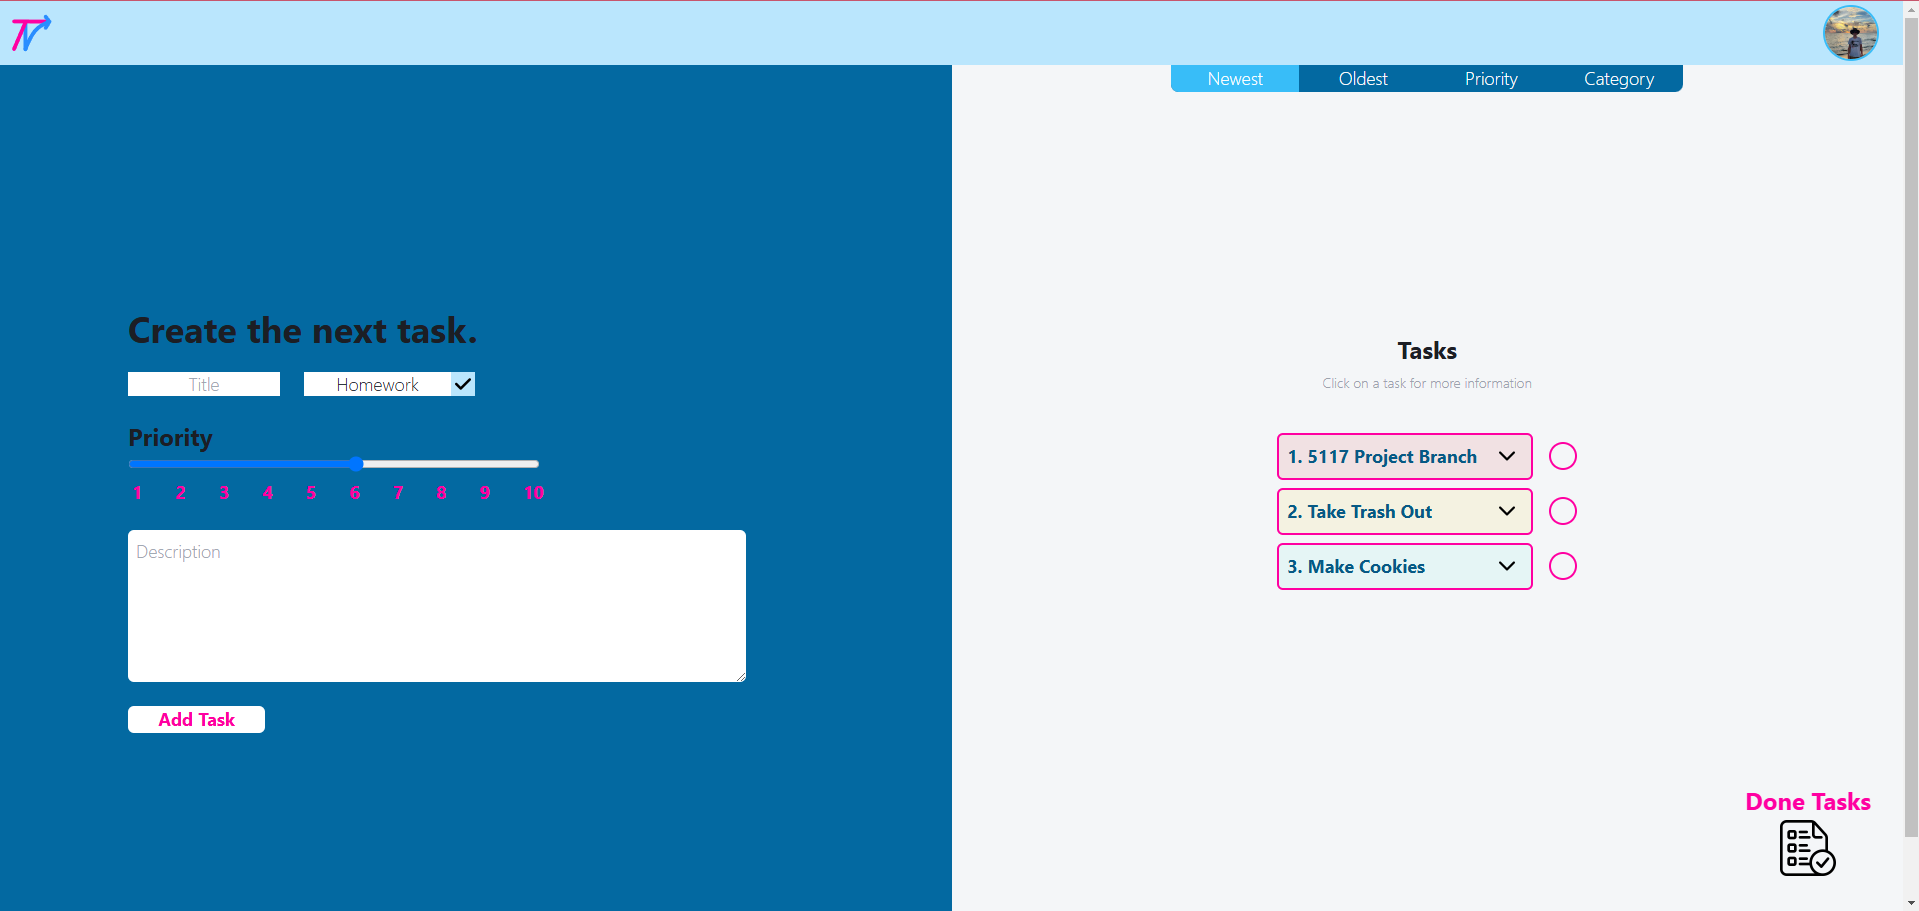 Newest Oldest Priority Category
Create the next task.
Title Homework
Priority
1 2 3 4 5 6 7 8 9 10
Description
Add Task
Tasks
Click on a task for more information
1. 5117 Project Branch
2. Take Trash Out
3. Make Cookies
Done Tasks